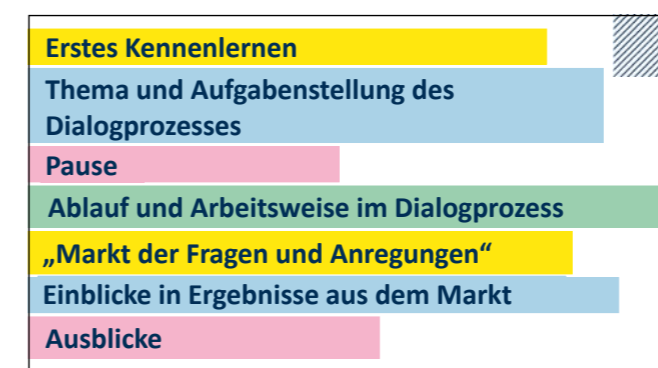 Erstes Kennenlernen
Thema und Aufgabenstellung des
Dialogprozesses
Pause
Ablauf und Arbeitsweise im Dialogprozess
„Markt der Fragen und Anregungen“
Einblicke in Ergebnisse aus dem Markt
Ausblicke